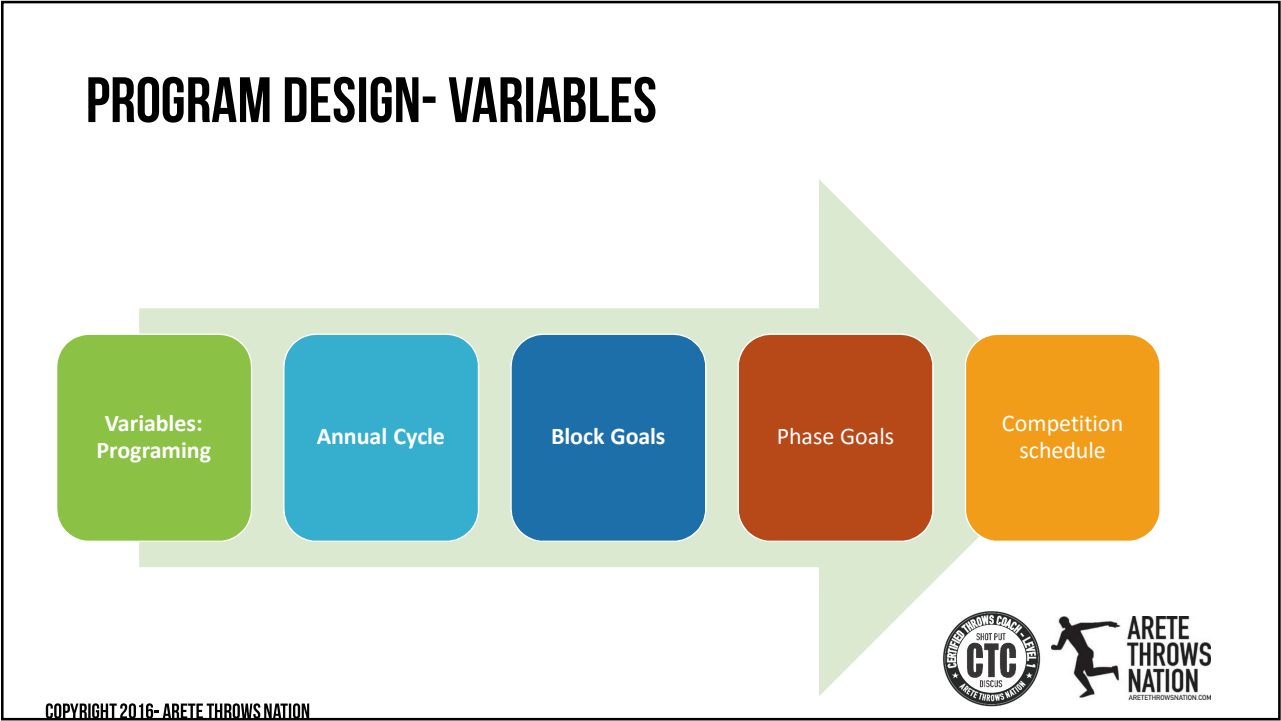 PROGRAM DESIGN- VARIABLES
Variables:
Programing
Annual Cycle
Block Goals
Phase Goals
Competition
schedule
CERTIFIED THROWS COACH - LEVEL 1
SHOT PUT
CTC
DISCUS
ARETE THROWS NATION
ARETE
THROWS
NATION
ARETETHROWSNATION.COM
COPYRIGHT 2016- ARETE THROWS NATION